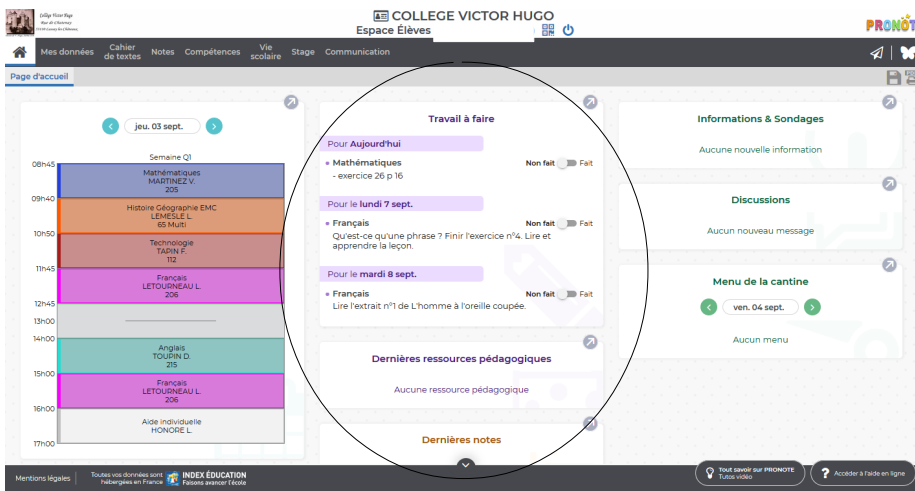 Collège Victor Hugo
COLLEGE VICTOR HUGO
Espace Élèves
PRONOT
Mes données
Cahier
de textes
Notes
Compétences
Vie
scolaire
Stage
Communication
Page d'accueil
jeu. 03 sept.
Semaine Q1
08h45
Mathématiques
MARTINEZ V.
205
09h40
Histoire Géographie EMC
LEMESLE L.
65 Multi
10h50
Technologie
TAPIN F.
112
11h45
Français
LETOURNEAU L.
206
12h45
13h00
14h00
Anglais
TOUPIN D.
215
15h00
Français
LETOURNEAU L.
206
16h00
Aide individuelle
HONORE L.
17h00
Travail à faire
Pour Aujourd'hui
Mathématiques
Non fait Fait
- exercice 26 p 16
Pour le lundi 7 sept.
Français
Non fait Fait
Qu'est-ce qu'une phrase ? Finir l'exercice n°4. Lire et
apprendre la leçon.
Pour le mardi 8 sept.
Français
Non fait Fait
Lire l'extrait n°1 de L'homme à l'oreille coupée.
Dernières ressources pédagogiques
Aucune ressource pédagogique
Dernières notes
Informations & Sondages
Aucune nouvelle information
Discussions
Aucun nouveau message
Menu de la cantine
ven. 04 sept.
Aucun menu
Mentions légales
Toutes vos données sont
hébergées en France
INDEX ÉDUCATION
Faisons avancer l'école
Tout savoir sur PRONOTE
Tutos vidéo
? Accéder à l'aide en ligne